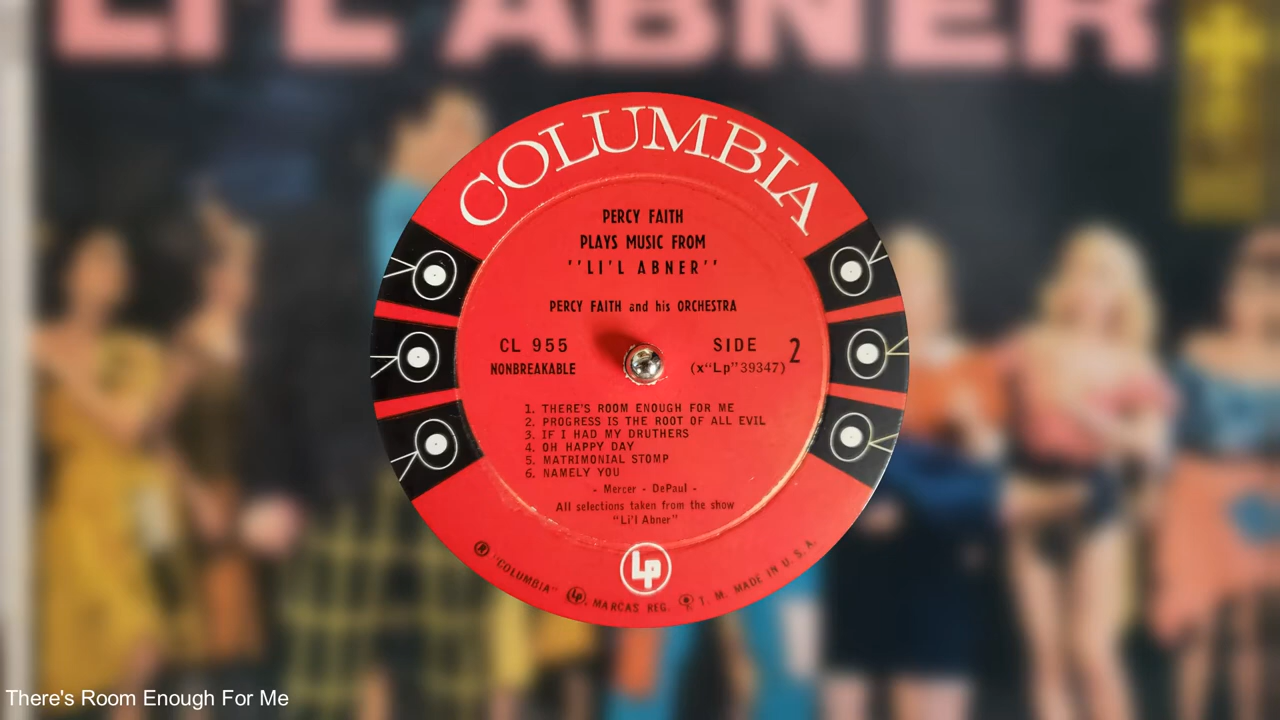 LI'L ABNER
COLUMBIA
PERCY FAITH
PLAYS MUSIC FROM
''LI'L ABNER''
PERCY FAITH and his ORCHESTRA
CL 955
NONBREAKABLE
SIDE 2
(x“Lp”39347)
1. THERE'S ROOM ENOUGH FOR ME
2. PROGRESS IS THE ROOT OF ALL EVIL
3. IF I HAD MY DRUTHERS
4. OH HAPPY DAY
5. MATRIMONIAL STOMP
6. NAMELY YOU
- Mercer - DePaul -
All selections taken from the show
“Li'l Abner”
Lp
® "COLUMBIA" Lp, MARCAS REG. T. M. MADE IN U. S. A.
There's Room Enough For Me